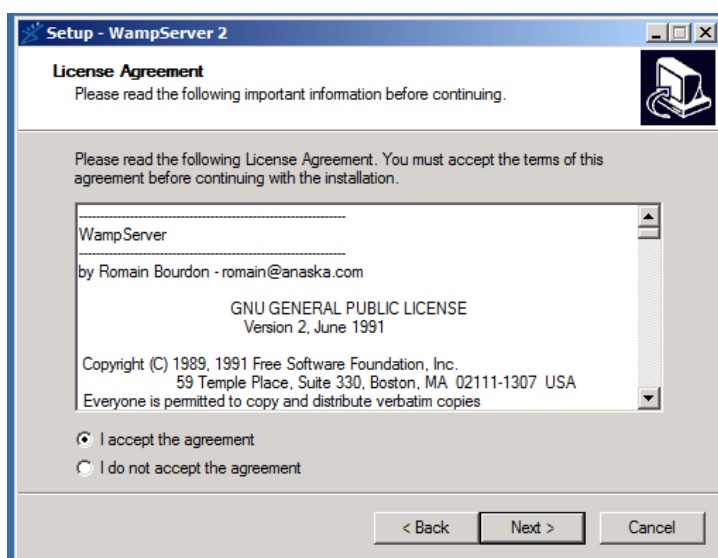 Setup - WampServer 2
License Agreement
Please read the following important information before continuing.
Please read the following License Agreement. You must accept the terms of this
agreement before continuing with the installation.
------------------------------------------------------------
WampServer
------------------------------------------------------------
by Romain Bourdon - romain@anaska.com
GNU GENERAL PUBLIC LICENSE
Version 2, June 1991
Copyright (C) 1989, 1991 Free Software Foundation, Inc.
59 Temple Place, Suite 330, Boston, MA 02111-1307 USA
Everyone is permitted to copy and distribute verbatim copies
I accept the agreement
I do not accept the agreement
< Back Next > Cancel